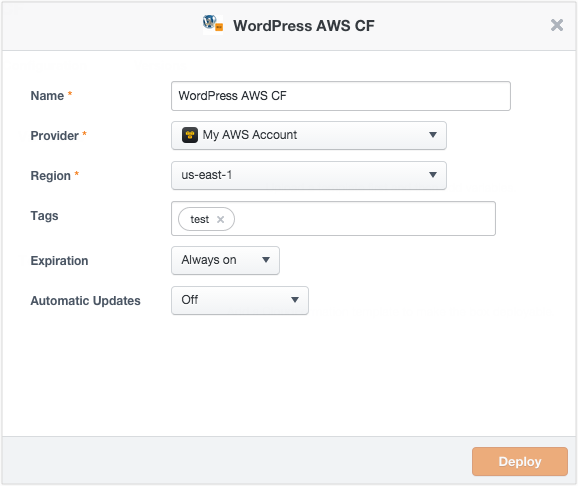 WordPress AWS CF
Name * WordPress AWS CF
Provider * My AWS Account
Region * us-east-1
Tags test
Expiration Always on
Automatic Updates Off
Deploy